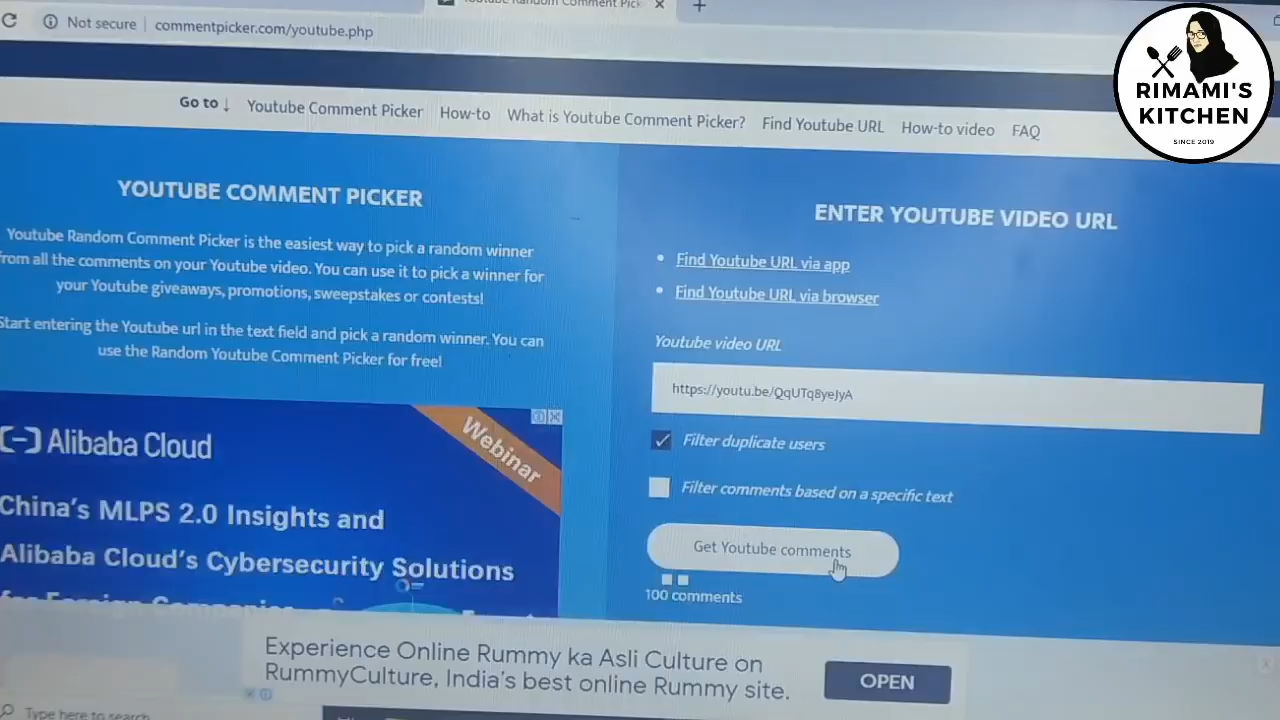 Youtube Random Comment Pick
Not secure
commentpicker.com/youtube.php
RIMAMI'S
KITCHEN
SINCE 2019
Go to ↓ Youtube Comment Picker How-to What is Youtube Comment Picker? Find Youtube URL How-to video FAQ
YOUTUBE COMMENT PICKER
Youtube Random Comment Picker is the easiest way to pick a random winner
from all the comments on your Youtube video. You can use it to pick a winner for
your Youtube giveaways, promotions, sweepstakes or contests!
Start entering the Youtube url in the text field and pick a random winner. You can
use the Random Youtube Comment Picker for free!
Webinar
Alibaba Cloud
China's MLPS 2.0 Insights and
Alibaba Cloud's Cybersecurity Solutions
for Foreign Companies
ENTER YOUTUBE VIDEO URL
Find Youtube URL via app
Find Youtube URL via browser
Youtube video URL
https://youtu.be/QqUTq8yeJyA
Filter duplicate users
Filter comments based on a specific text
Get Youtube comments
100 comments
Experience Online Rummy ka Asli Culture on
RummyCulture, India's best online Rummy site.
OPEN
Type here to search